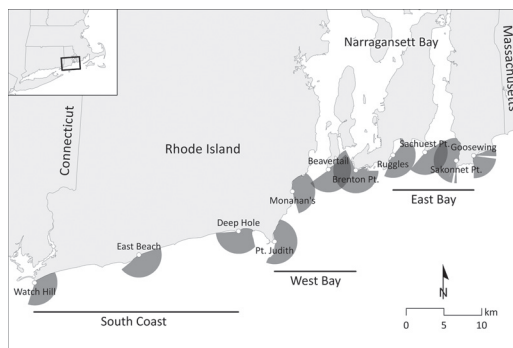 Narragansett Bay
Massachusetts
Connecticut
Rhode Island
Sachuest Pt.
Goosewing
Beavertail
Ruggles
Sakonnet Pt.
Brenton Pt.
East Bay
Monahan's
Deep Hole
Pt. Judith
East Beach
West Bay
Watch Hill
South Coast
N
km
0 5 10